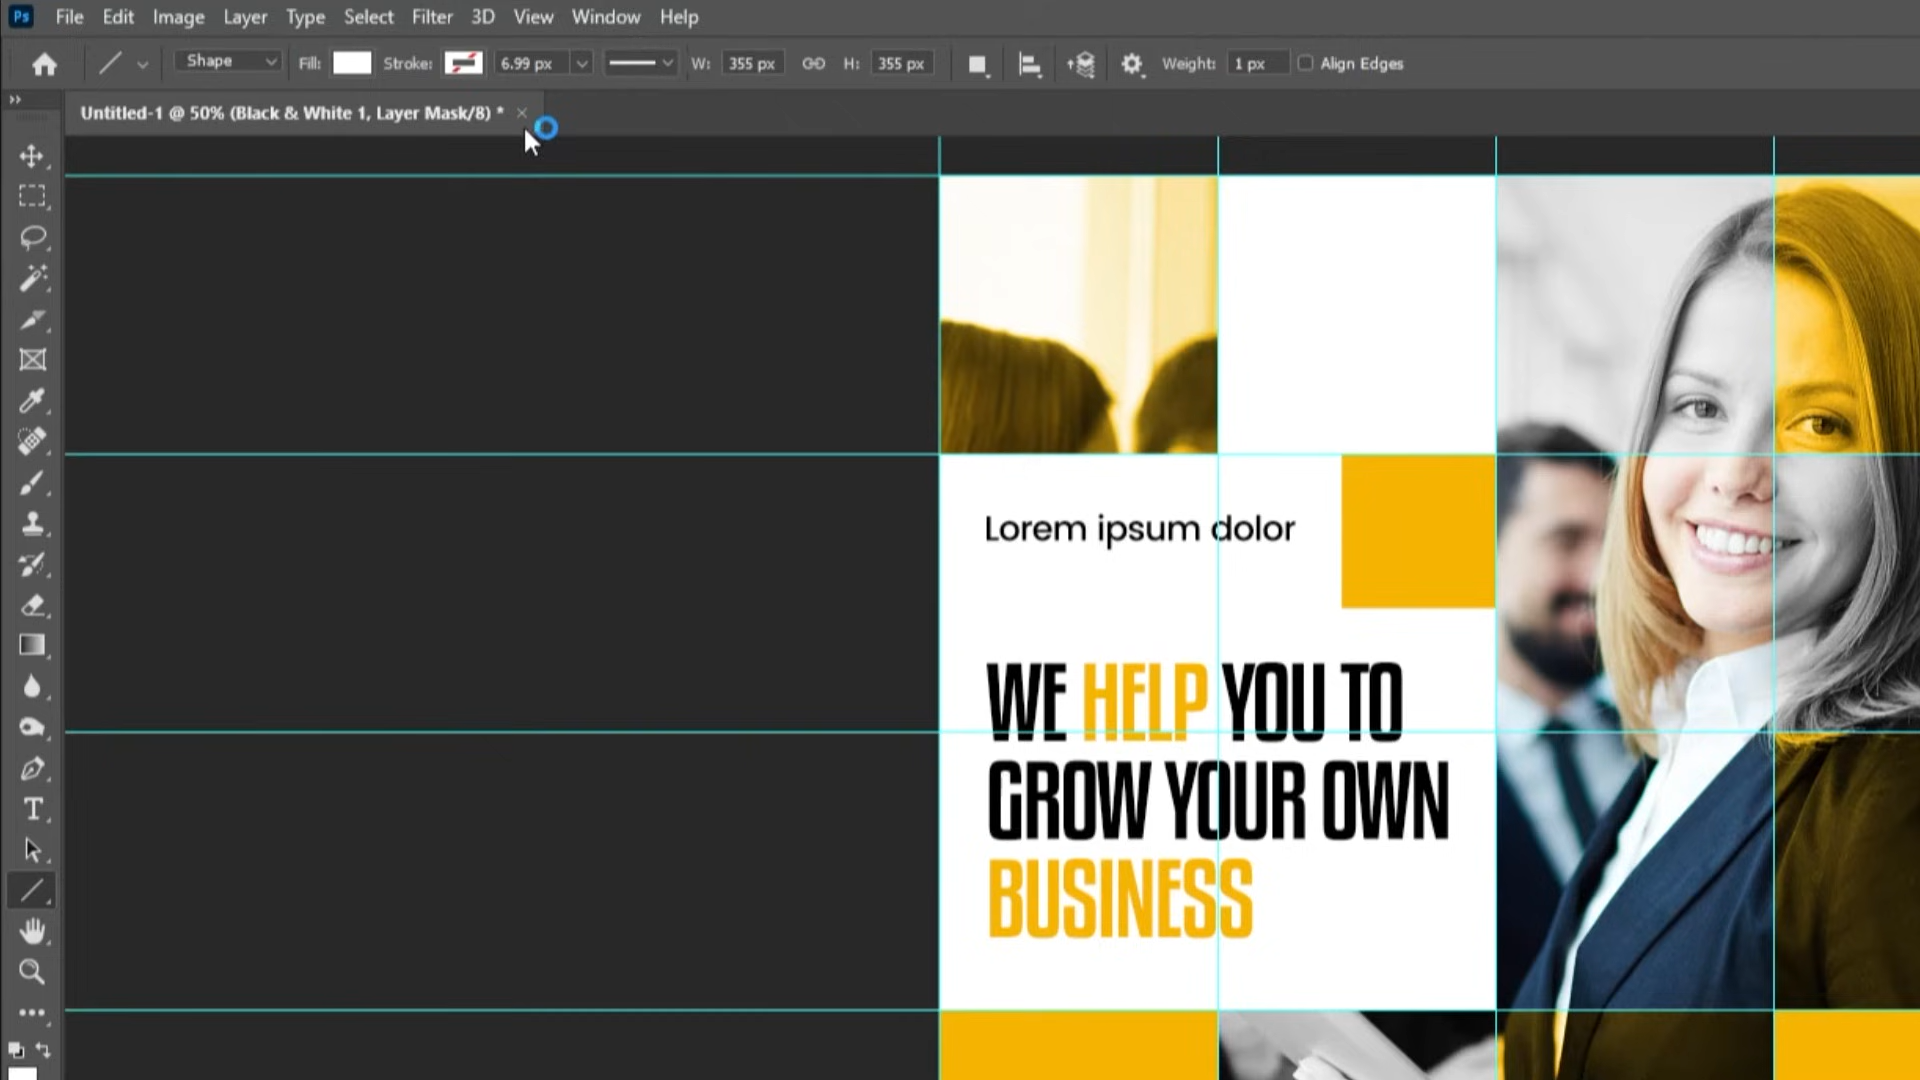 Ps File Edit Image Layer Type Select Filter 3D View Window Help
Shape Fill: Stroke: 6.99 px W: 355 px H: 355 px Weight: 1 px Align Edges
Untitled-1 @ 50% (Black & White 1, Layer Mask/8) * ×
Lorem ipsum dolor
WE HELP YOU TO
GROW YOUR OWN
BUSINESS